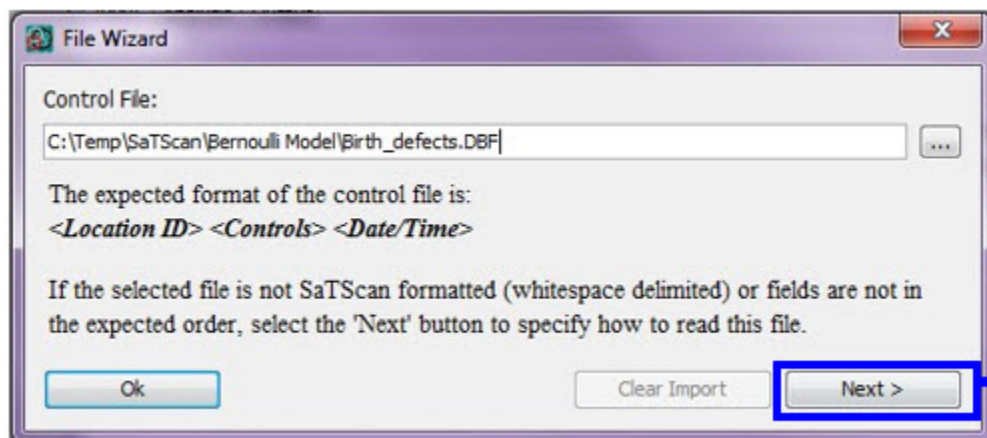 File Wizard
Control File:
C:\Temp\SaTScan\Bernoulli Model\Birth_defects.DBF
...
The expected format of the control file is:
<Location ID> <Controls> <Date/Time>
If the selected file is not SaTScan formatted (whitespace delimited) or fields are not in
the expected order, select the 'Next' button to specify how to read this file.
Ok
Clear Import
Next >